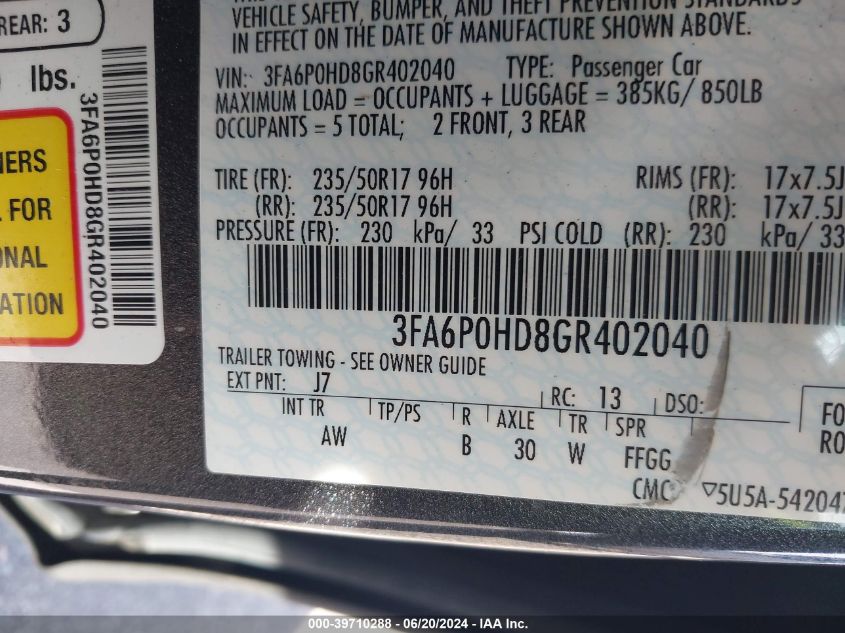 REAR: 3
lbs.
3FA6P0HD8GR402040
NERS
FOR
ONAL
ATION
VEHICLE SAFETY, BUMPER, AND THEFT PREVENTION STANDARDS
IN EFFECT ON THE DATE OF MANUFACTURE SHOWN ABOVE.
VIN: 3FA6P0HD8GR402040 TYPE: Passenger Car
MAXIMUM LOAD = OCCUPANTS + LUGGAGE = 385KG/ 850LB
OCCUPANTS = 5 TOTAL; 2 FRONT, 3 REAR
TIRE (FR): 235/50R17 96H RIMS (FR): 17x7.5J
(RR): 235/50R17 96H (RR): 17x7.5J
PRESSURE (FR): 230 kPa/ 33 PSI COLD (RR): 230 kPa/ 33
3FA6P0HD8GR402040
TRAILER TOWING - SEE OWNER GUIDE
EXT PNT: J7 RC: 13 DSO: FO
INT TR TP/PS R AXLE TR SPR RO
AW B 30 W FFGG
CMC ▽5U5A-54204
000-39710288 - 06/20/2024 - IAA Inc.